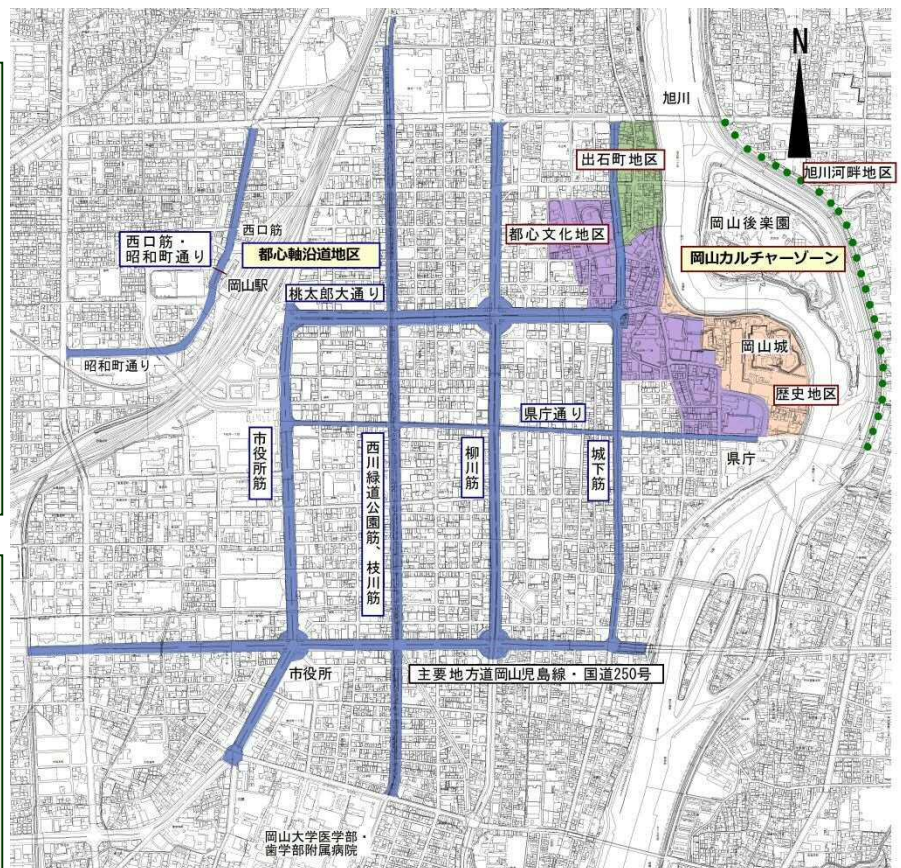 N
旭川
出石町地区
旭川河畔地区
岡山後楽園
都心文化地区
岡山カルチャーゾーン
西口筋・
昭和町通り
西口筋
都心軸沿道地区
岡山駅
桃太郎大通り
岡山城
昭和町通り
歴史地区
県庁通り
県庁
市役所筋
西川緑道公園筋、枝川筋
柳川筋
城下筋
市役所
主要地方道岡山児島線・国道250号
岡山大学医学部・
歯学部附属病院